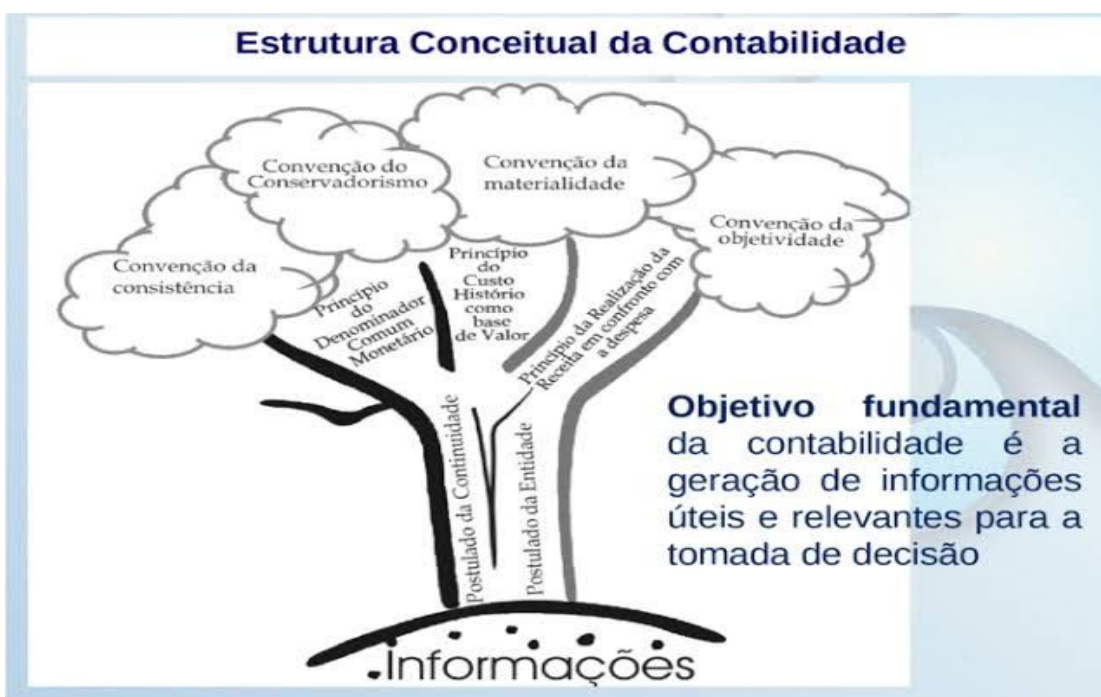 Estrutura Conceitual da Contabilidade
Convenção do
Conservadorismo
Convenção da
materialidade
Convenção da
objetividade
Convenção da
consistência
Princípio
do
Denominador
Comum
Monetário
Princípio
do
Custo
Histório
como
base
de Valor
Princípio da Realização da
Receita em confronto com
a despesa
Postulado da Continuidade
Postulado da Entidade
Objetivo fundamental
da contabilidade é a
geração de informações
úteis e relevantes para a
tomada de decisão
Informações